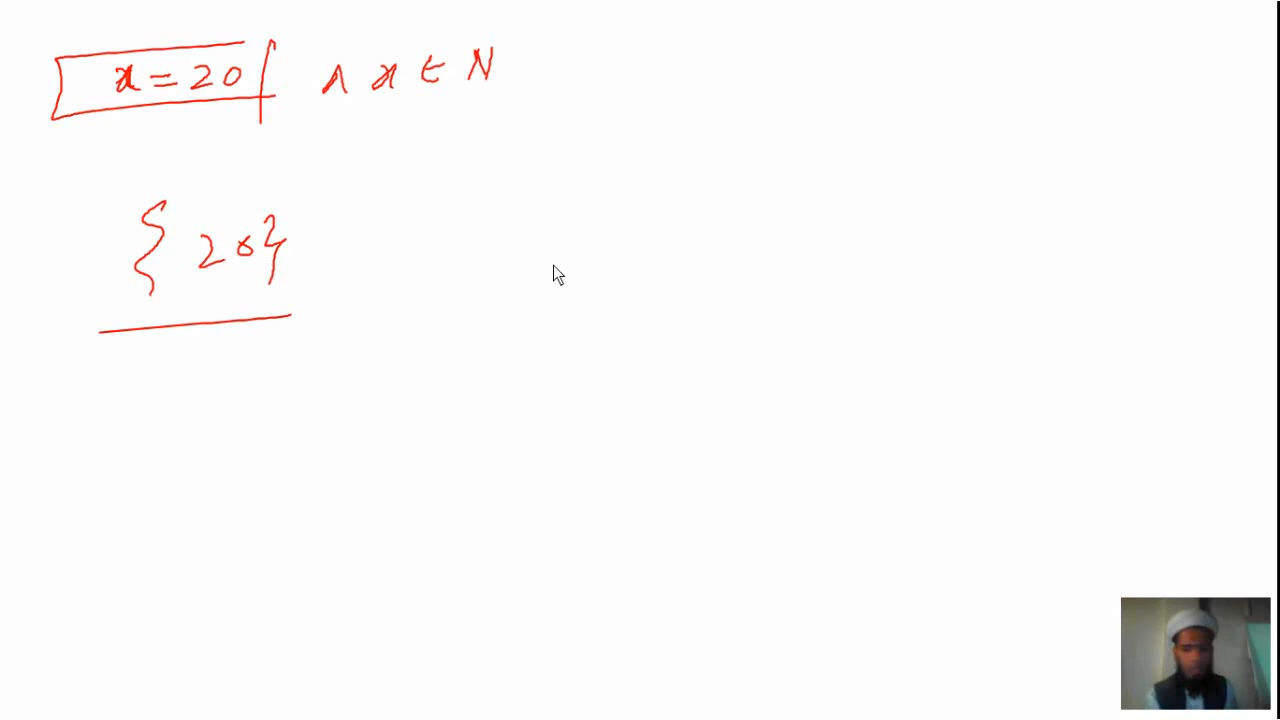 x = 20 ∧ x ∈ N
{ 20 }